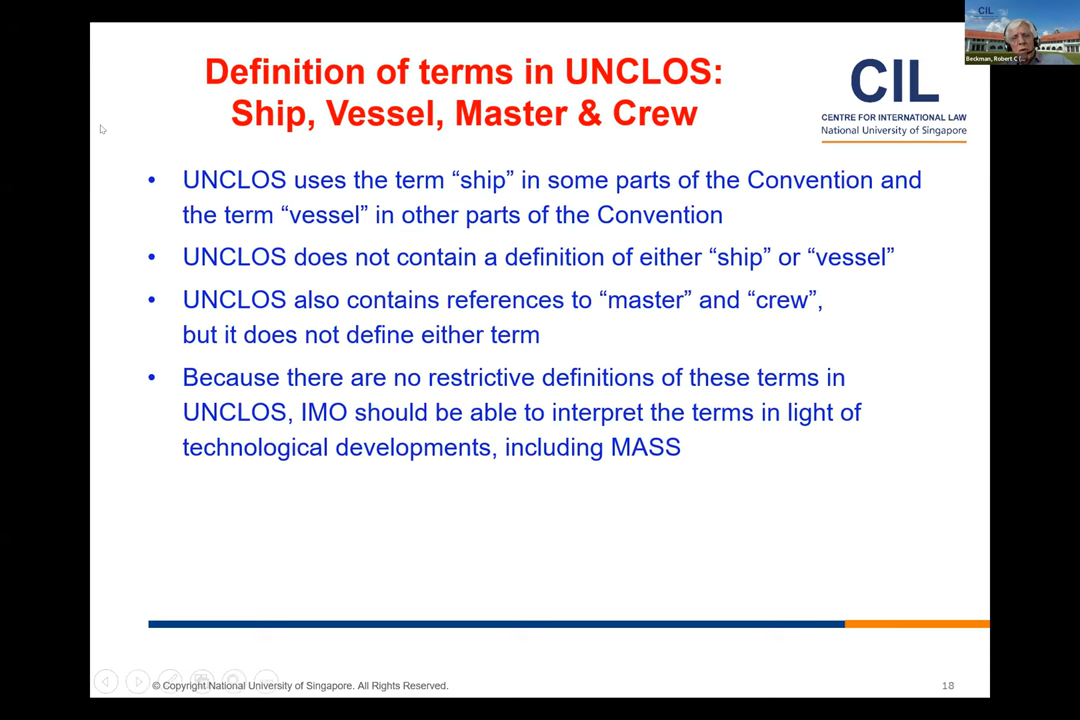 Definition of terms in UNCLOS:
Ship, Vessel, Master & Crew
CIL
CENTRE FOR INTERNATIONAL LAW
National University of Singapore
CIL
Beckman, Robert C
• UNCLOS uses the term “ship” in some parts of the Convention and
the term “vessel” in other parts of the Convention
• UNCLOS does not contain a definition of either “ship” or “vessel”
• UNCLOS also contains references to “master” and “crew”,
but it does not define either term
• Because there are no restrictive definitions of these terms in
UNCLOS, IMO should be able to interpret the terms in light of
technological developments, including MASS
© Copyright National University of Singapore. All Rights Reserved.
18